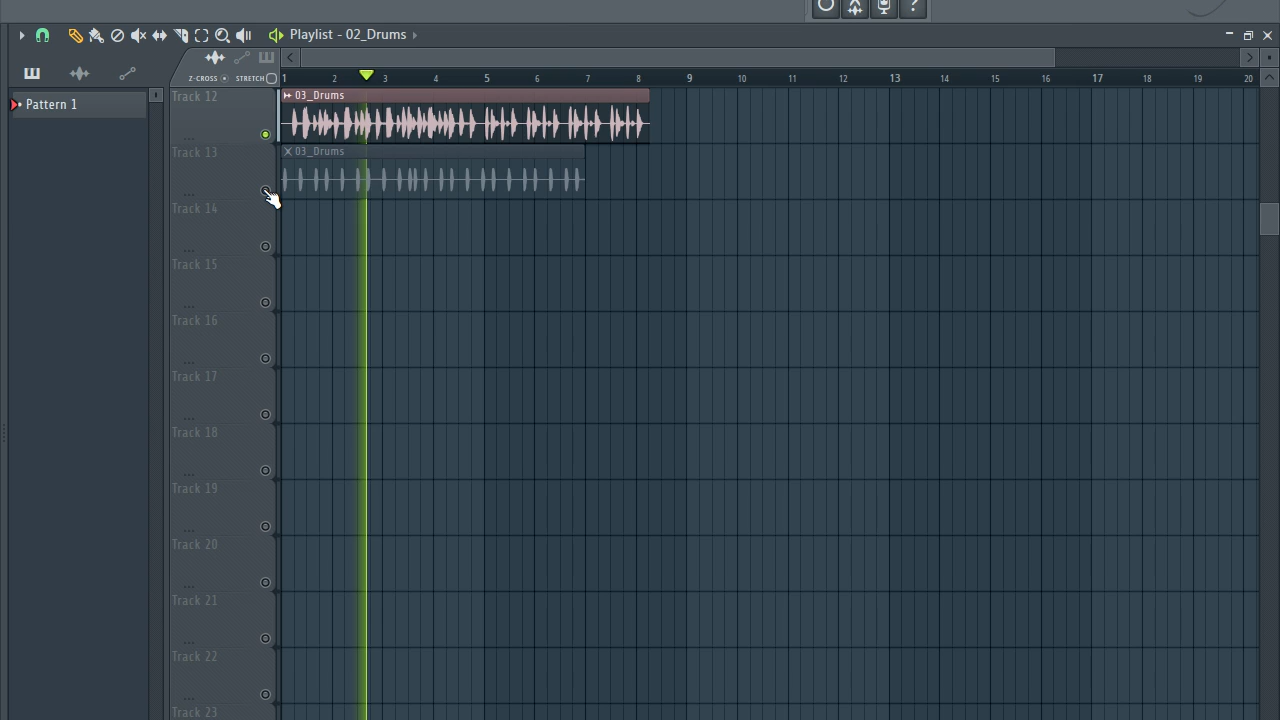 ?
Playlist - 02_Drums
Z-CROSS STRETCH
1 2 3 4 5 6 7 8 9 10 11 12 13 14 15 16 17 18 19 20
Pattern 1
Track 12
03_Drums
Track 13
03_Drums
Track 14
Track 15
Track 16
Track 17
Track 18
Track 19
Track 20
Track 21
Track 22
Track 23